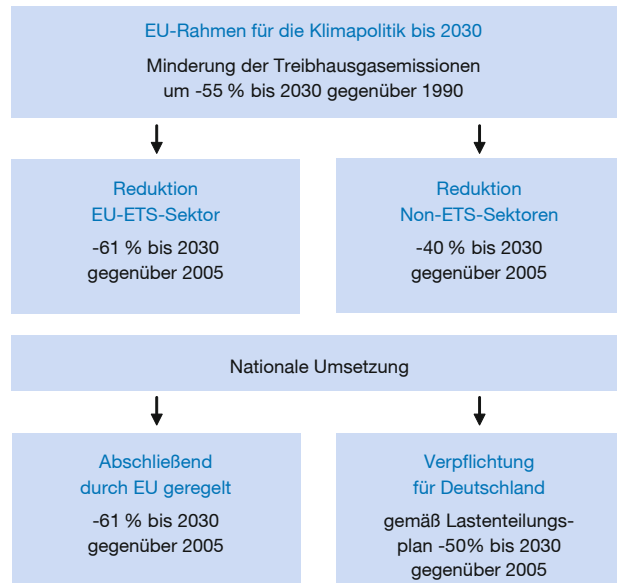 EU-Rahmen für die Klimapolitik bis 2030
Minderung der Treibhausgasemissionen
um -55 % bis 2030 gegenüber 1990
Reduktion
EU-ETS-Sektor
-61 % bis 2030
gegenüber 2005
Reduktion
Non-ETS-Sektoren
-40 % bis 2030
gegenüber 2005
Nationale Umsetzung
Abschließend
durch EU geregelt
-61 % bis 2030
gegenüber 2005
Verpflichtung
für Deutschland
gemäß Lastenteilungs-
plan -50% bis 2030
gegenüber 2005